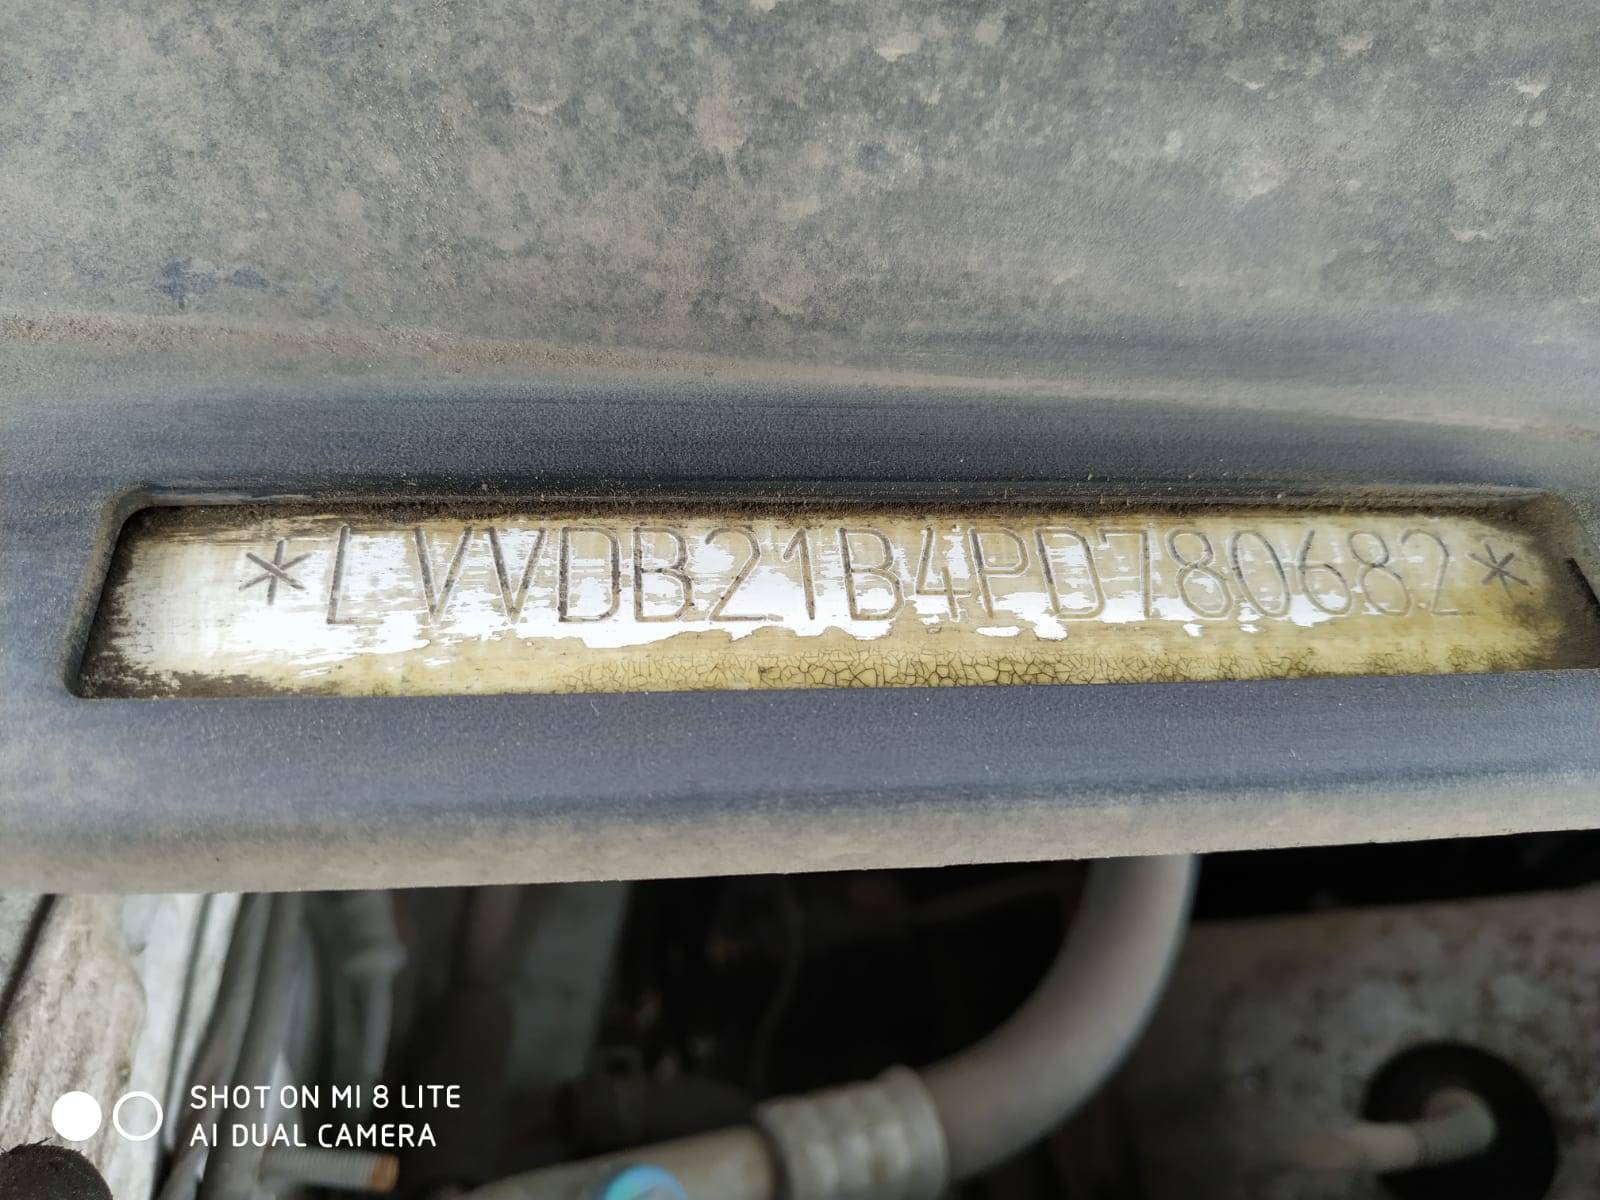 *LVVDB21B4PD780682*
SHOT ON MI 8 LITE
AI DUAL CAMERA